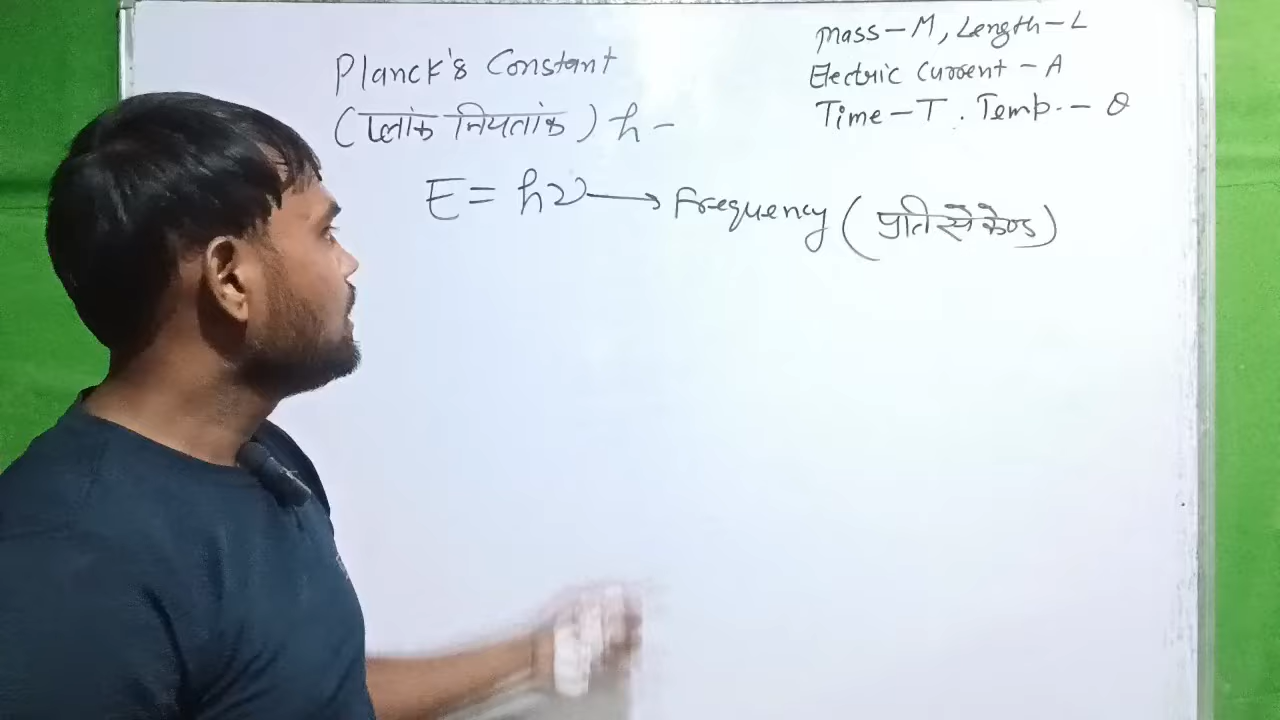 Planck's Constant
(प्लांक नियतांक) h -
E = hν → Frequency (प्रति सेकेण्ड)
Mass - M, Length - L
Electric Current - A
Time - T. Temp. - θ